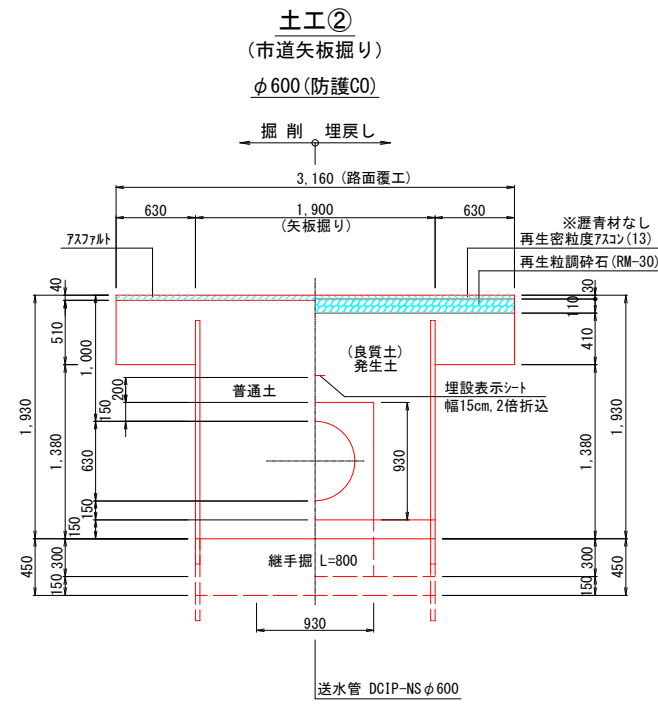 土工②
(市道矢板掘り)
φ600(防護CO)
掘 削 埋戻し
3,160 (路面覆工)
630 1,900 630
(矢板掘り)
※瀝青材なし
アスファルト 再生密粒度アスコン(13)
再生粒調砕石(RM-30)
40 30
110
510 410
1,000
(良質土)
発生土
200
普通土
埋設表示シート
幅15cm,2倍折込
150
1,930 1,380 630 930 1,380 1,930
150
150
継手掘 L=800
450 300 300 450
150 150
930
送水管 DCIP-NSφ600